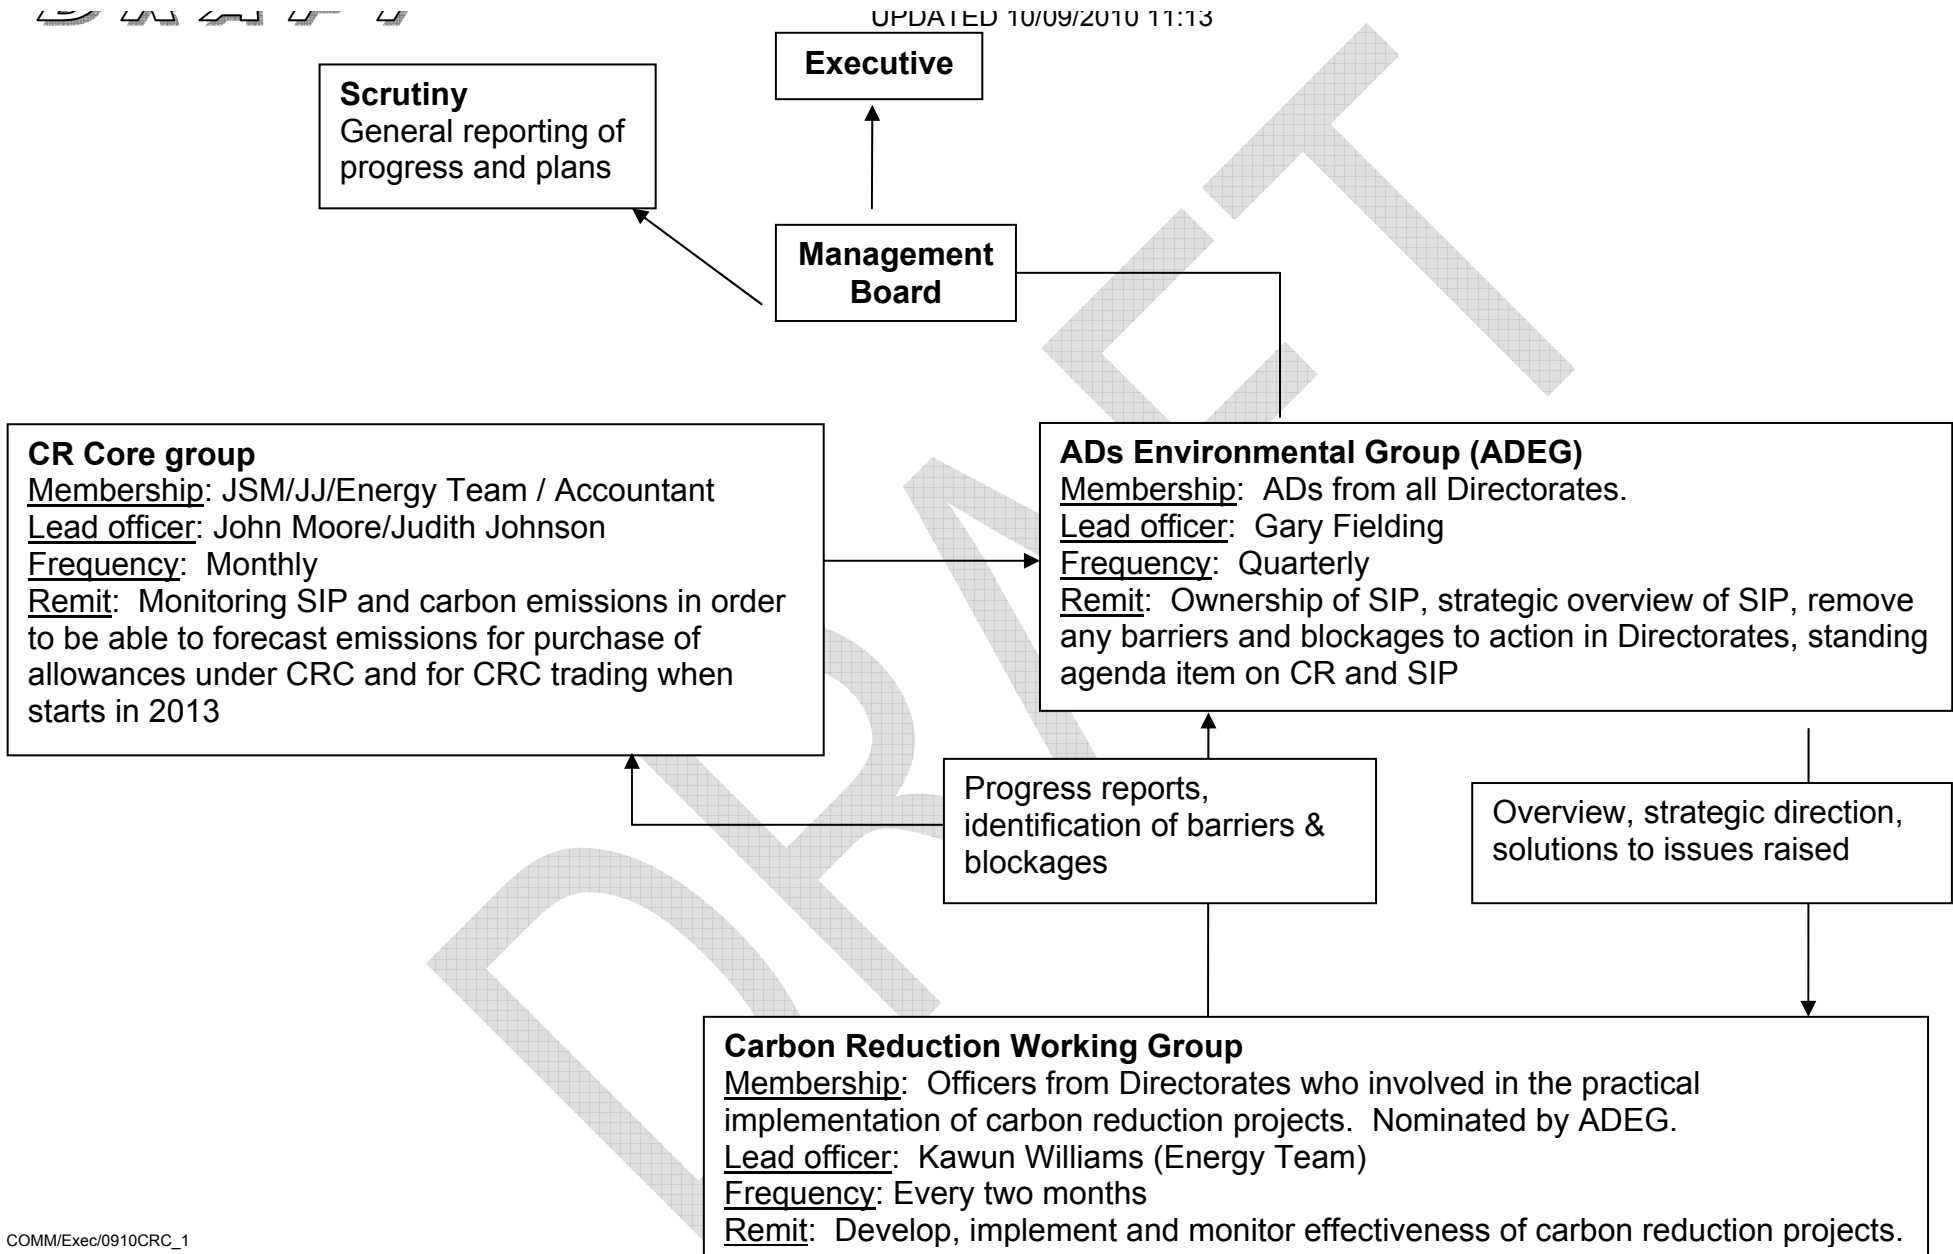 DRAFT
UPDATED 10/09/2010 11:13
Executive
Scrutiny
General reporting of
progress and plans
Management
Board
CR Core group
Membership: JSM/JJ/Energy Team / Accountant
Lead officer: John Moore/Judith Johnson
Frequency: Monthly
Remit: Monitoring SIP and carbon emissions in order
to be able to forecast emissions for purchase of
allowances under CRC and for CRC trading when
starts in 2013
ADs Environmental Group (ADEG)
Membership: ADs from all Directorates.
Lead officer: Gary Fielding
Frequency: Quarterly
Remit: Ownership of SIP, strategic overview of SIP, remove
any barriers and blockages to action in Directorates, standing
agenda item on CR and SIP
Progress reports,
identification of barriers &
blockages
Overview, strategic direction,
solutions to issues raised
Carbon Reduction Working Group
Membership: Officers from Directorates who involved in the practical
implementation of carbon reduction projects. Nominated by ADEG.
Lead officer: Kawun Williams (Energy Team)
Frequency: Every two months
Remit: Develop, implement and monitor effectiveness of carbon reduction projects.
COMM/Exec/0910CRC_1
DRAFT